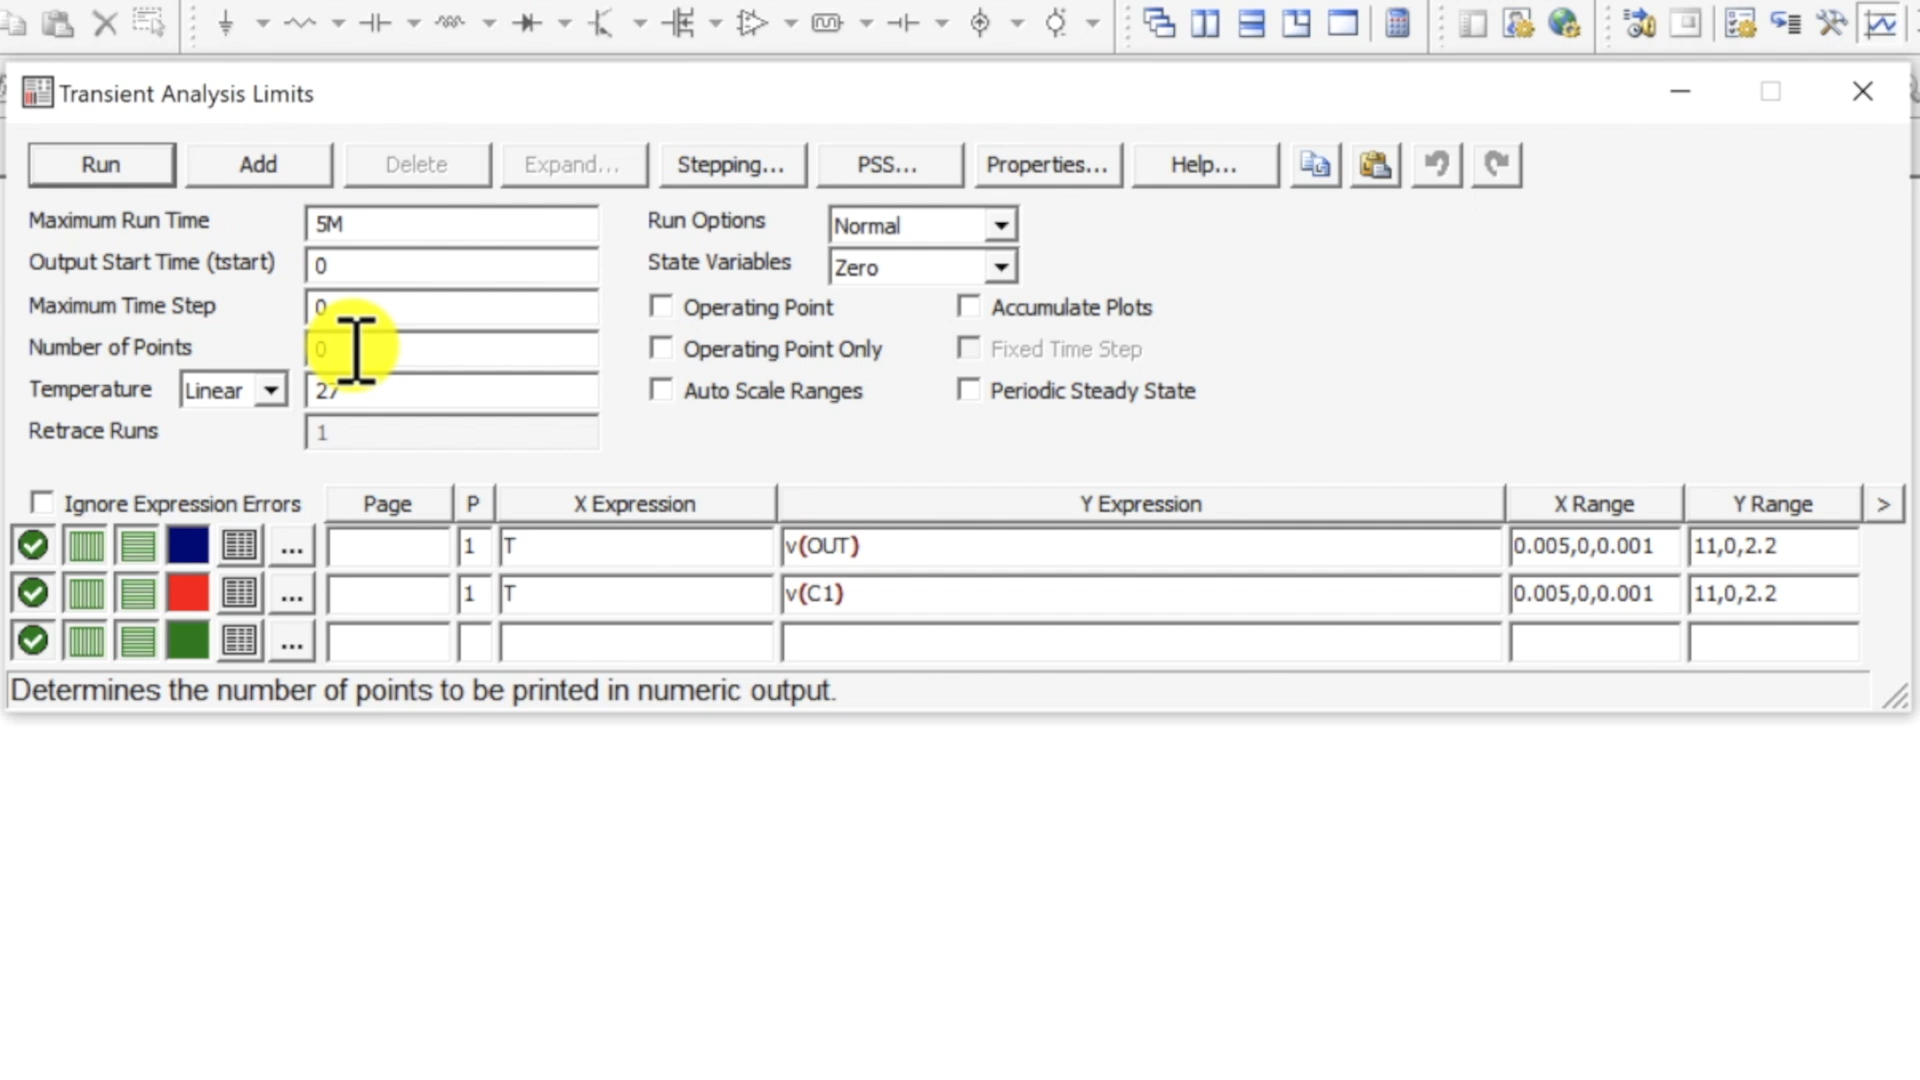 Transient Analysis Limits
Run Add Delete Expand... Stepping... PSS... Properties... Help...
Maximum Run Time 5M Run Options Normal
Output Start Time (tstart) 0 State Variables Zero
Maximum Time Step 0 Operating Point Accumulate Plots
Number of Points 0 Operating Point Only Fixed Time Step
Temperature Linear 27 Auto Scale Ranges Periodic Steady State
Retrace Runs 1
Ignore Expression Errors Page P X Expression Y Expression X Range Y Range >
... 1 T v(OUT) 0.005,0,0.001 11,0,2.2
... 1 T v(C1) 0.005,0,0.001 11,0,2.2
...
Determines the number of points to be printed in numeric output.